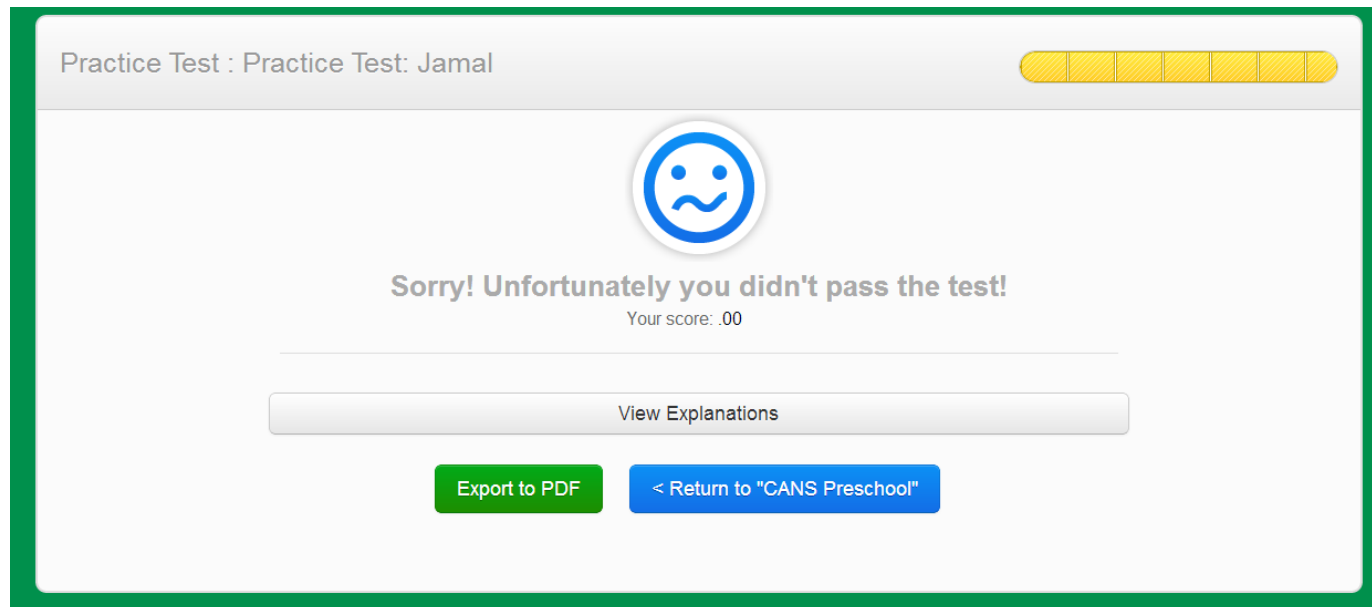 Practice Test : Practice Test: Jamal
Sorry! Unfortunately you didn't pass the test!
Your score: .00
View Explanations
Export to PDF
< Return to "CANS Preschool"